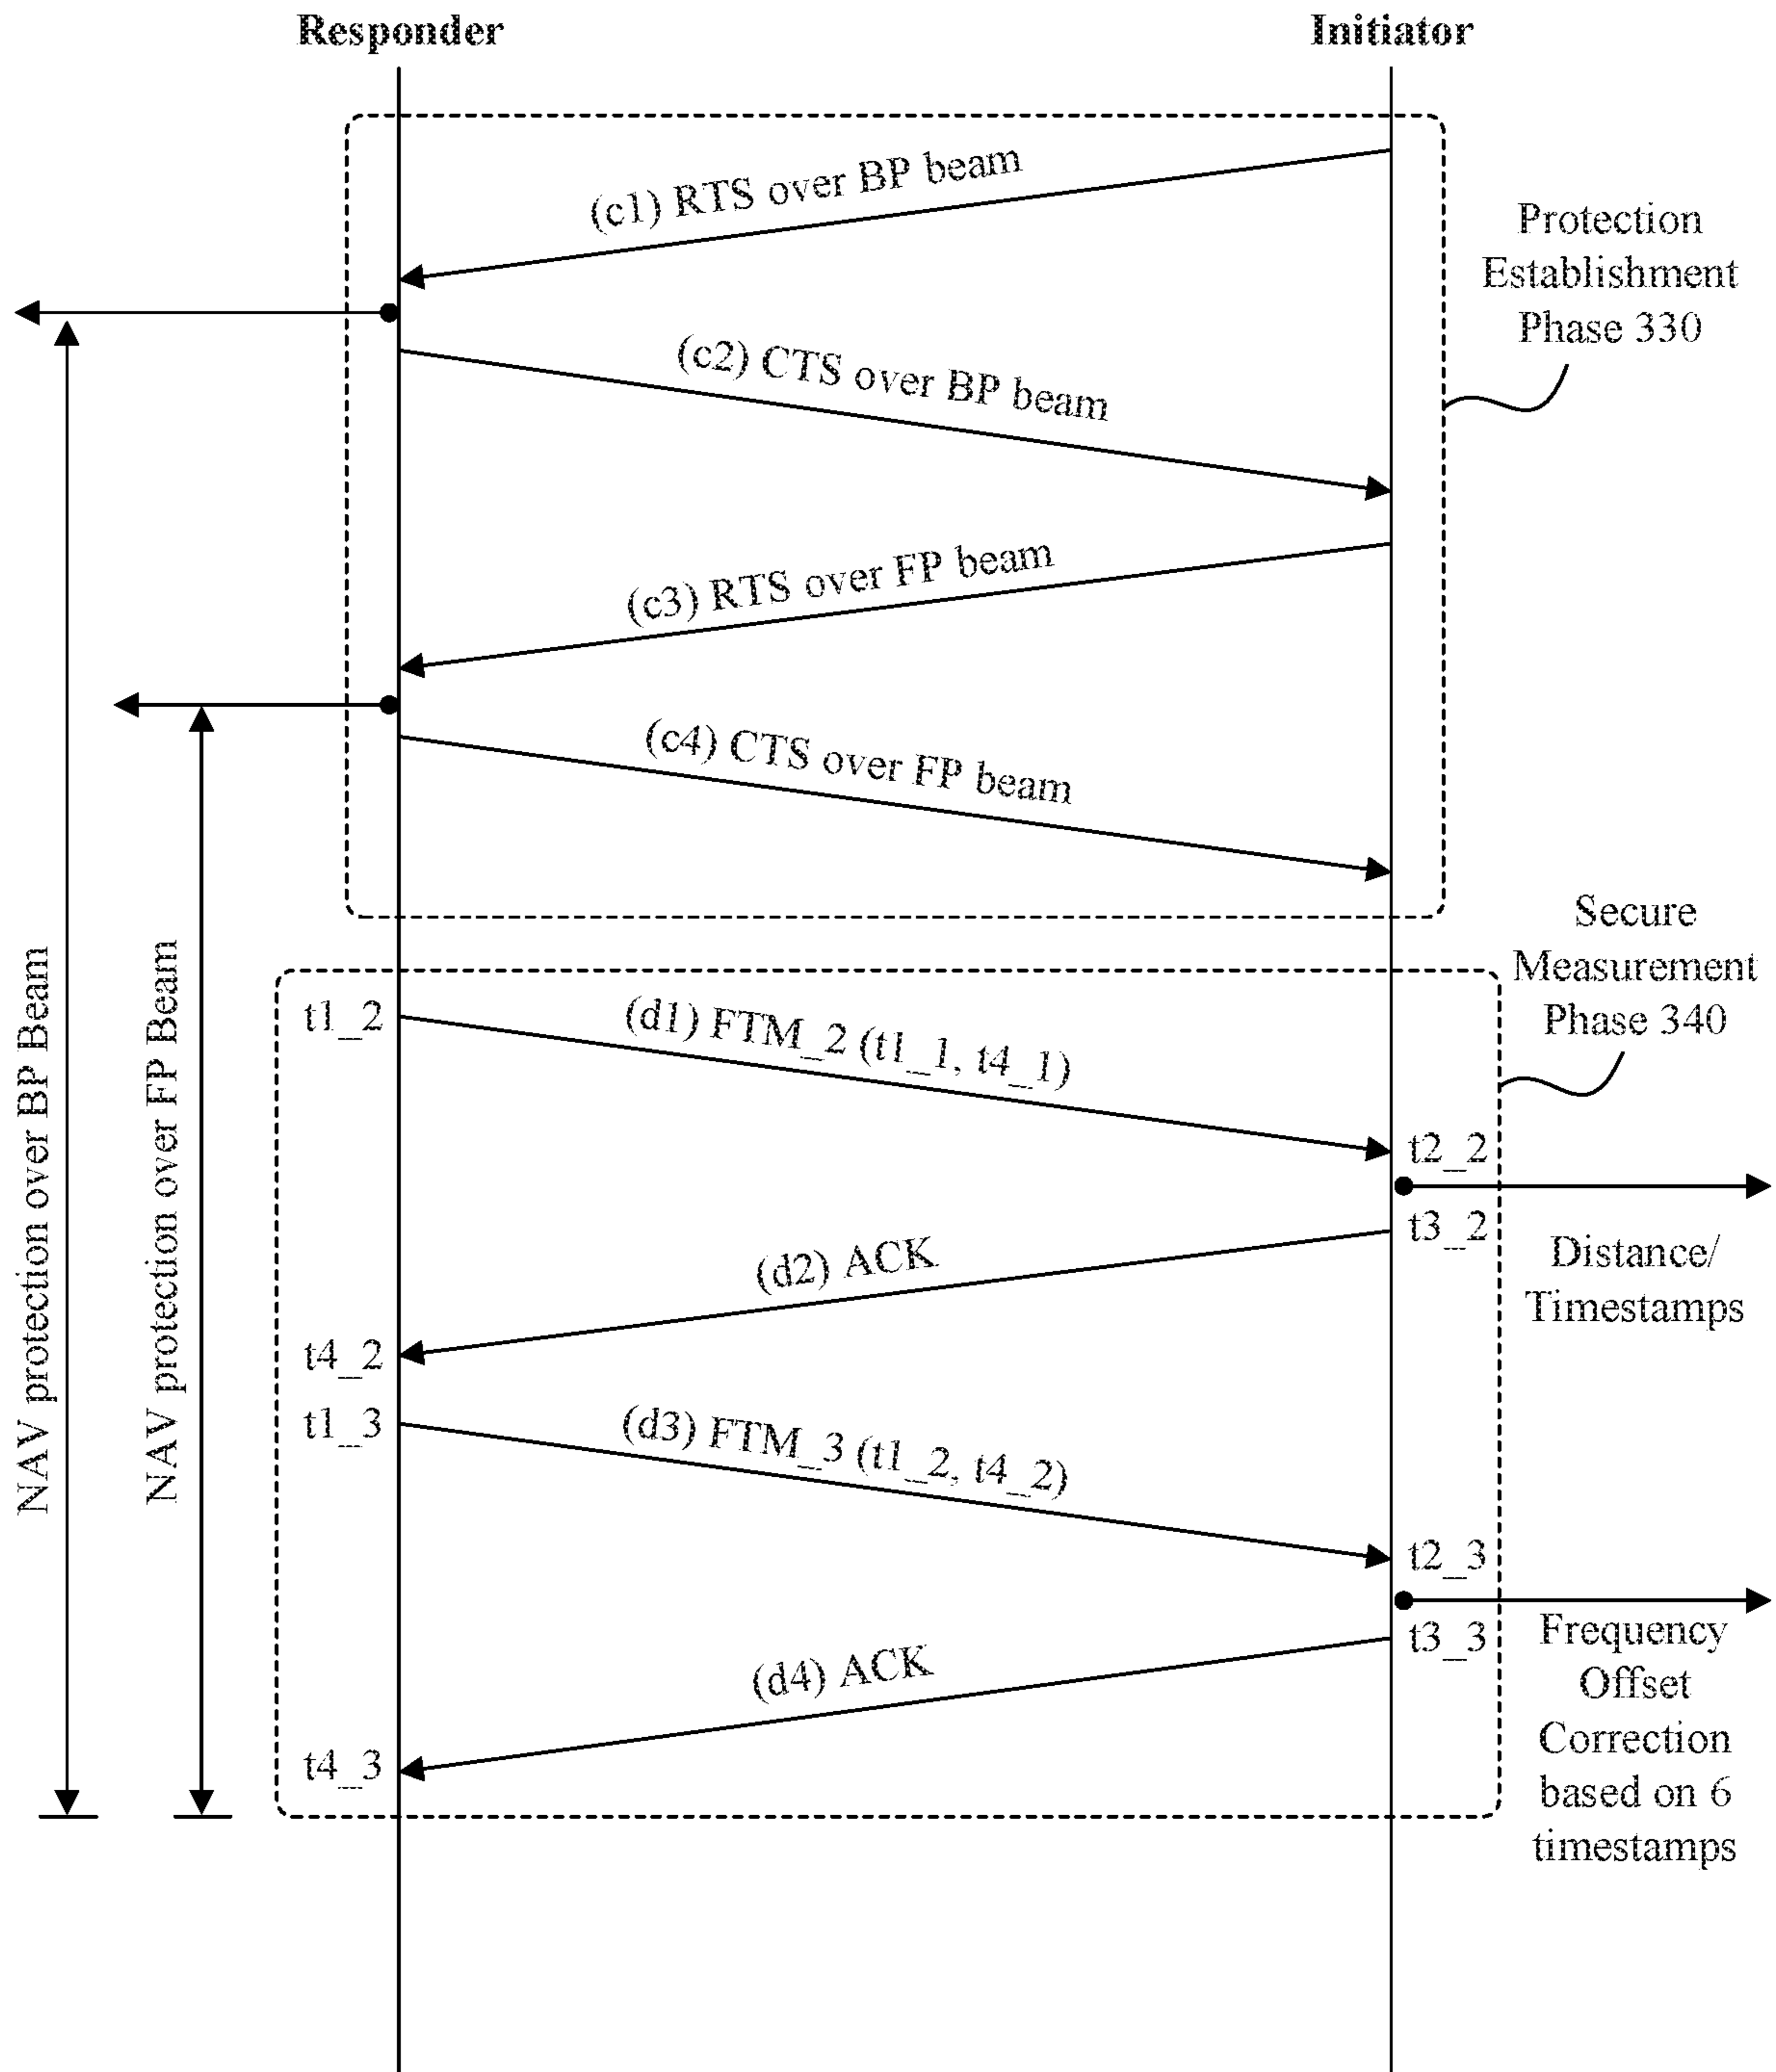 Responder
Initiator
(c1) RTS over BP beam
Protection
Establishment
Phase 330
(c2) CTS over BP beam
(c3) RTS over FP beam
(c4) CTS over FP beam
NAV protection over BP Beam
NAV protection over FP Beam
Secure
Measurement
Phase 340
t1_2
(d1) FTM_2 (t1_1, t4_1)
t2_2
t3_2
Distance/
Timestamps
(d2) ACK
t4_2
t1_3
(d3) FTM_3 (t1_2, t4_2)
t2_3
t3_3
Frequency
Offset
Correction
based on 6
timestamps
(d4) ACK
t4_3